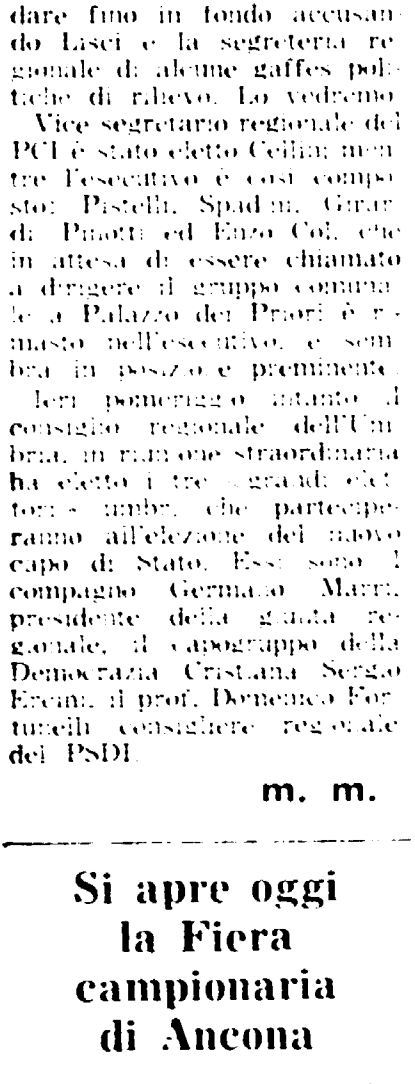 dare fino in fondo accusan-
do Lisci e la segreteria re-
gionale di alcune gaffes poli-
tiche di rilievo. Lo vedremo
Vice segretario regionale del
PCI è stato eletto Cellini; men-
tre l'esecutivo è così compo-
sto: Pistelli, Spadini, Girar-
di Pinotti ed Enzo Col, che
in attesa di essere chiamato
a dirigere il gruppo comuna-
le a Palazzo dei Priori è ri-
masto nell'esecutivo, e sem-
bra in posizione preminente.
Ieri pomeriggio intanto il
consiglio regionale dell'Um-
bria, in riunione straordinaria
ha eletto i tre «grandi elet-
tori» umbri, che partecipe-
ranno all'elezione del nuovo
capo di Stato. Essi sono il
compagno Germano Marri,
presidente della giunta re-
gionale, il capogruppo della
Democrazia Cristiana Sergio
Ercini, il prof. Domenico For-
tunelli consigliere regionale
del PSDI.
m. m.
Si apre oggi
la Fiera
campionaria
di Ancona